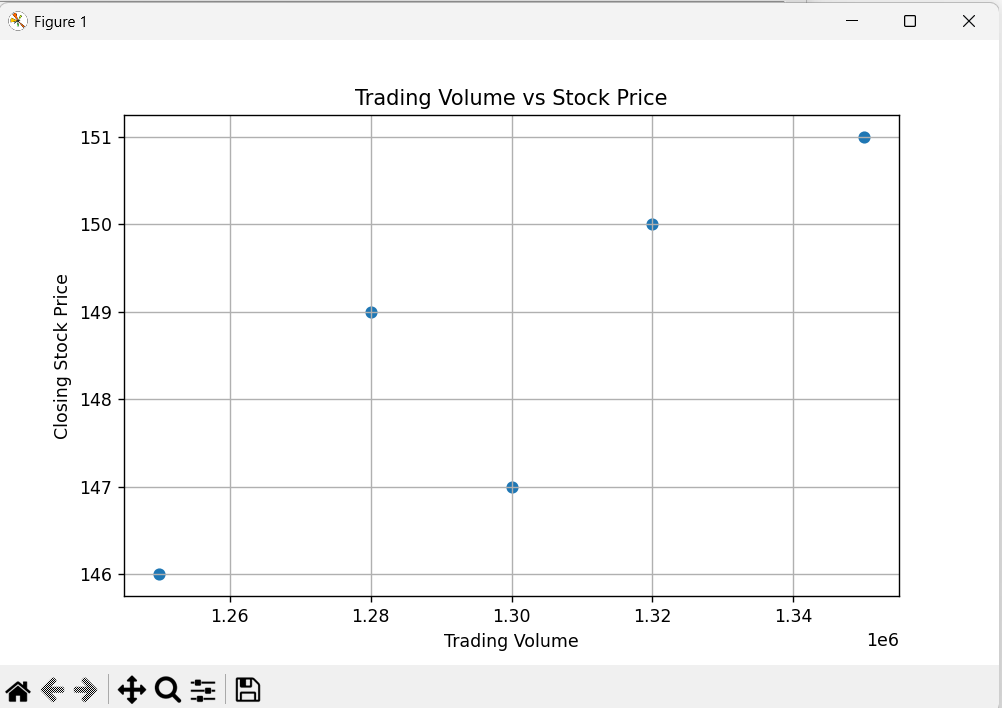 Figure 1
Trading Volume vs Stock Price
151
150
149
148
147
146
Closing Stock Price
1.26 1.28 1.30 1.32 1.34
Trading Volume
1e6